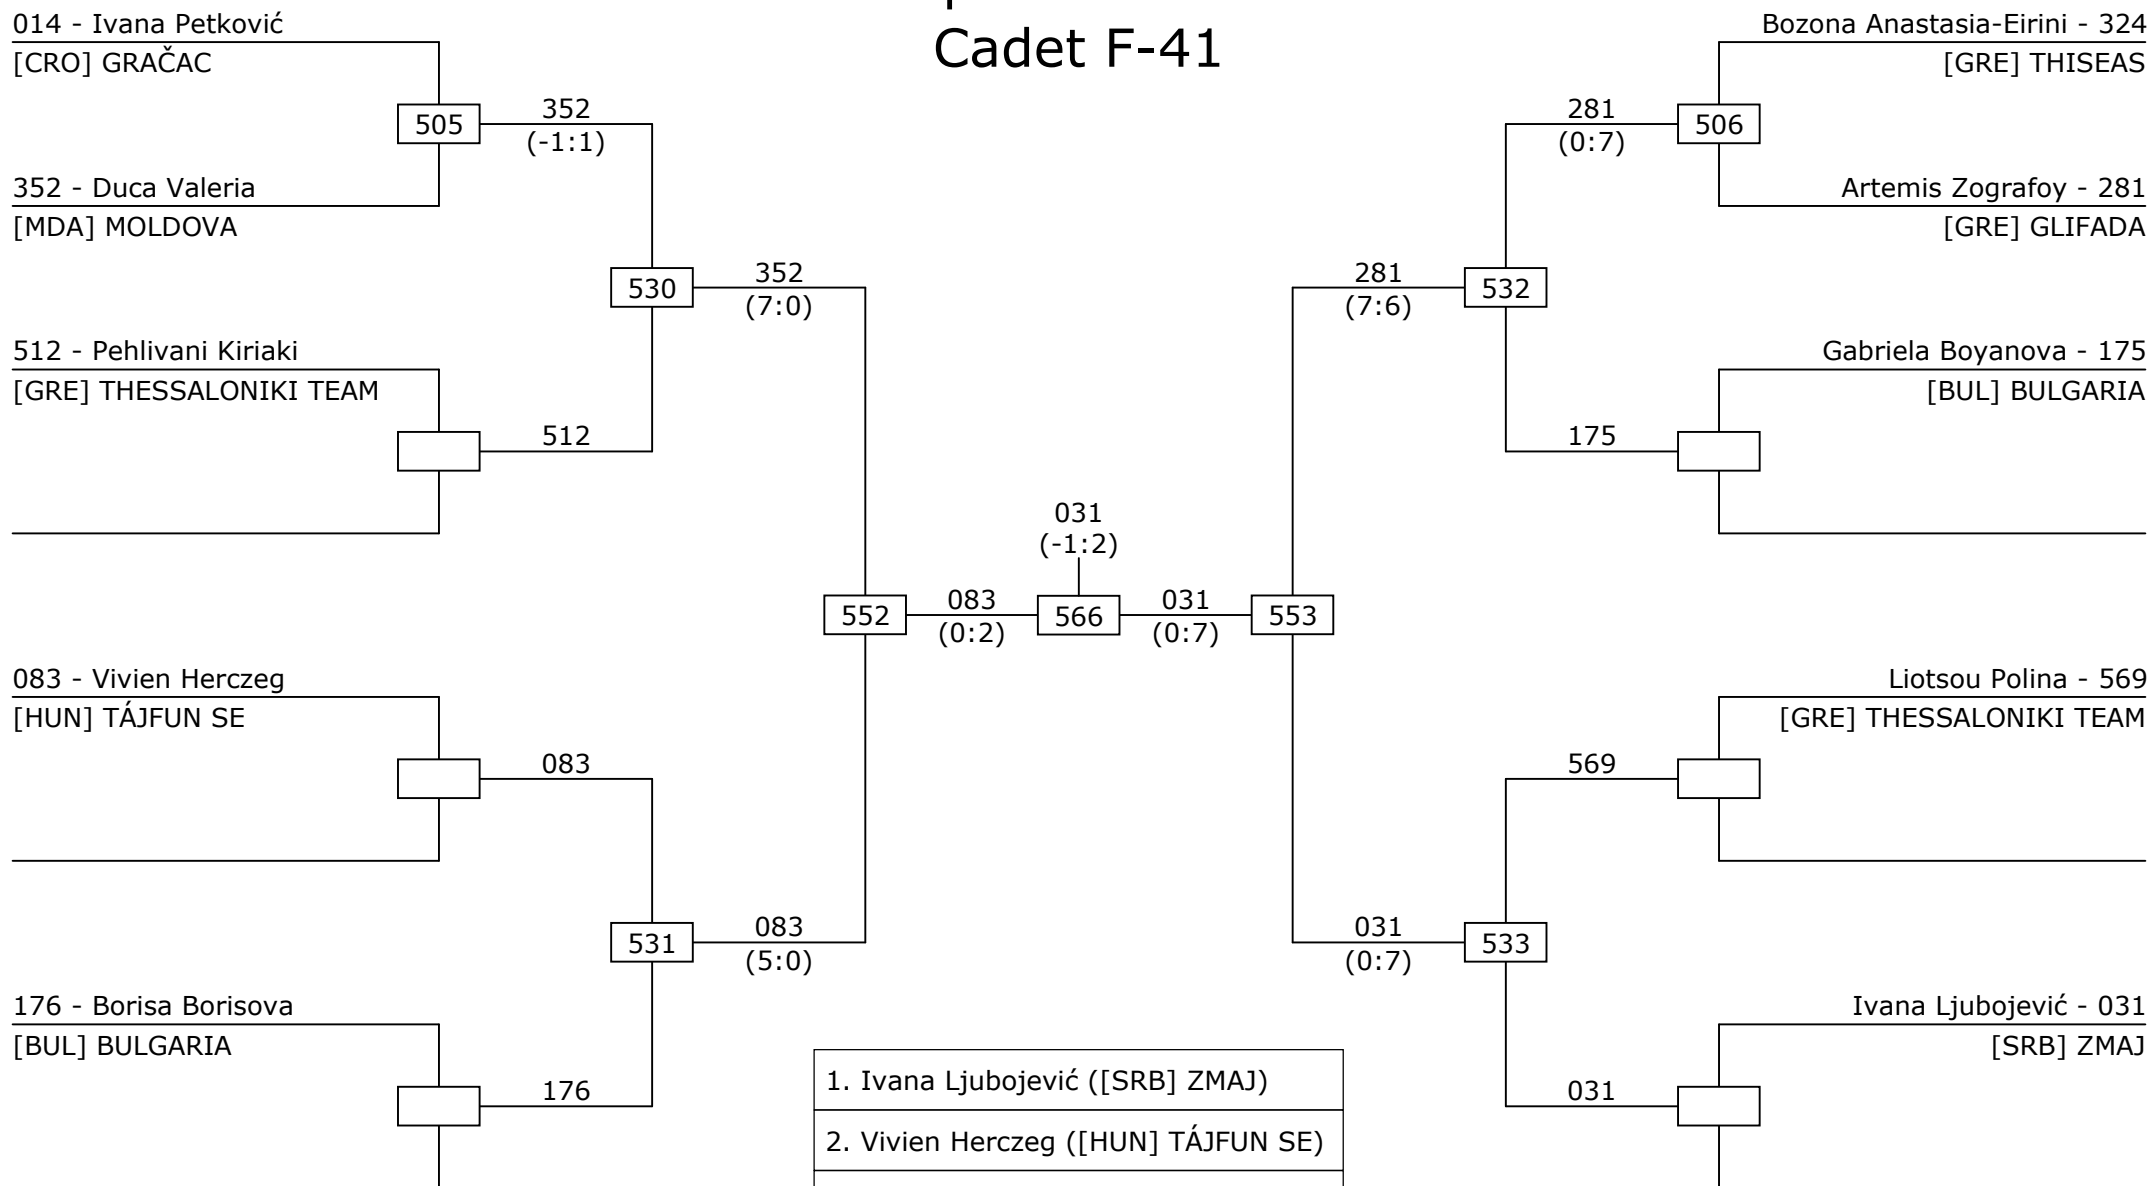 Cadet F-41
014 - Ivana Petković
[CRO] GRAČAC
505
352
(-1:1)
352 - Duca Valeria
[MDA] MOLDOVA
530
352
(7:0)
512 - Pehlivani Kiriaki
[GRE] THESSALONIKI TEAM
512
083 - Vivien Herczeg
[HUN] TÁJFUN SE
083
531
083
(5:0)
176 - Borisa Borisova
[BUL] BULGARIA
176
552
083
(0:2)
031
(-1:2)
566
031
(0:7)
553
Bozona Anastasia-Eirini - 324
[GRE] THISEAS
281
(0:7)
506
Artemis Zografoy - 281
[GRE] GLIFADA
281
(7:6)
532
Gabriela Boyanova - 175
[BUL] BULGARIA
175
Liotsou Polina - 569
[GRE] THESSALONIKI TEAM
569
031
(0:7)
533
Ivana Ljubojević - 031
[SRB] ZMAJ
031
1. Ivana Ljubojević ([SRB] ZMAJ)
2. Vivien Herczeg ([HUN] TÁJFUN SE)